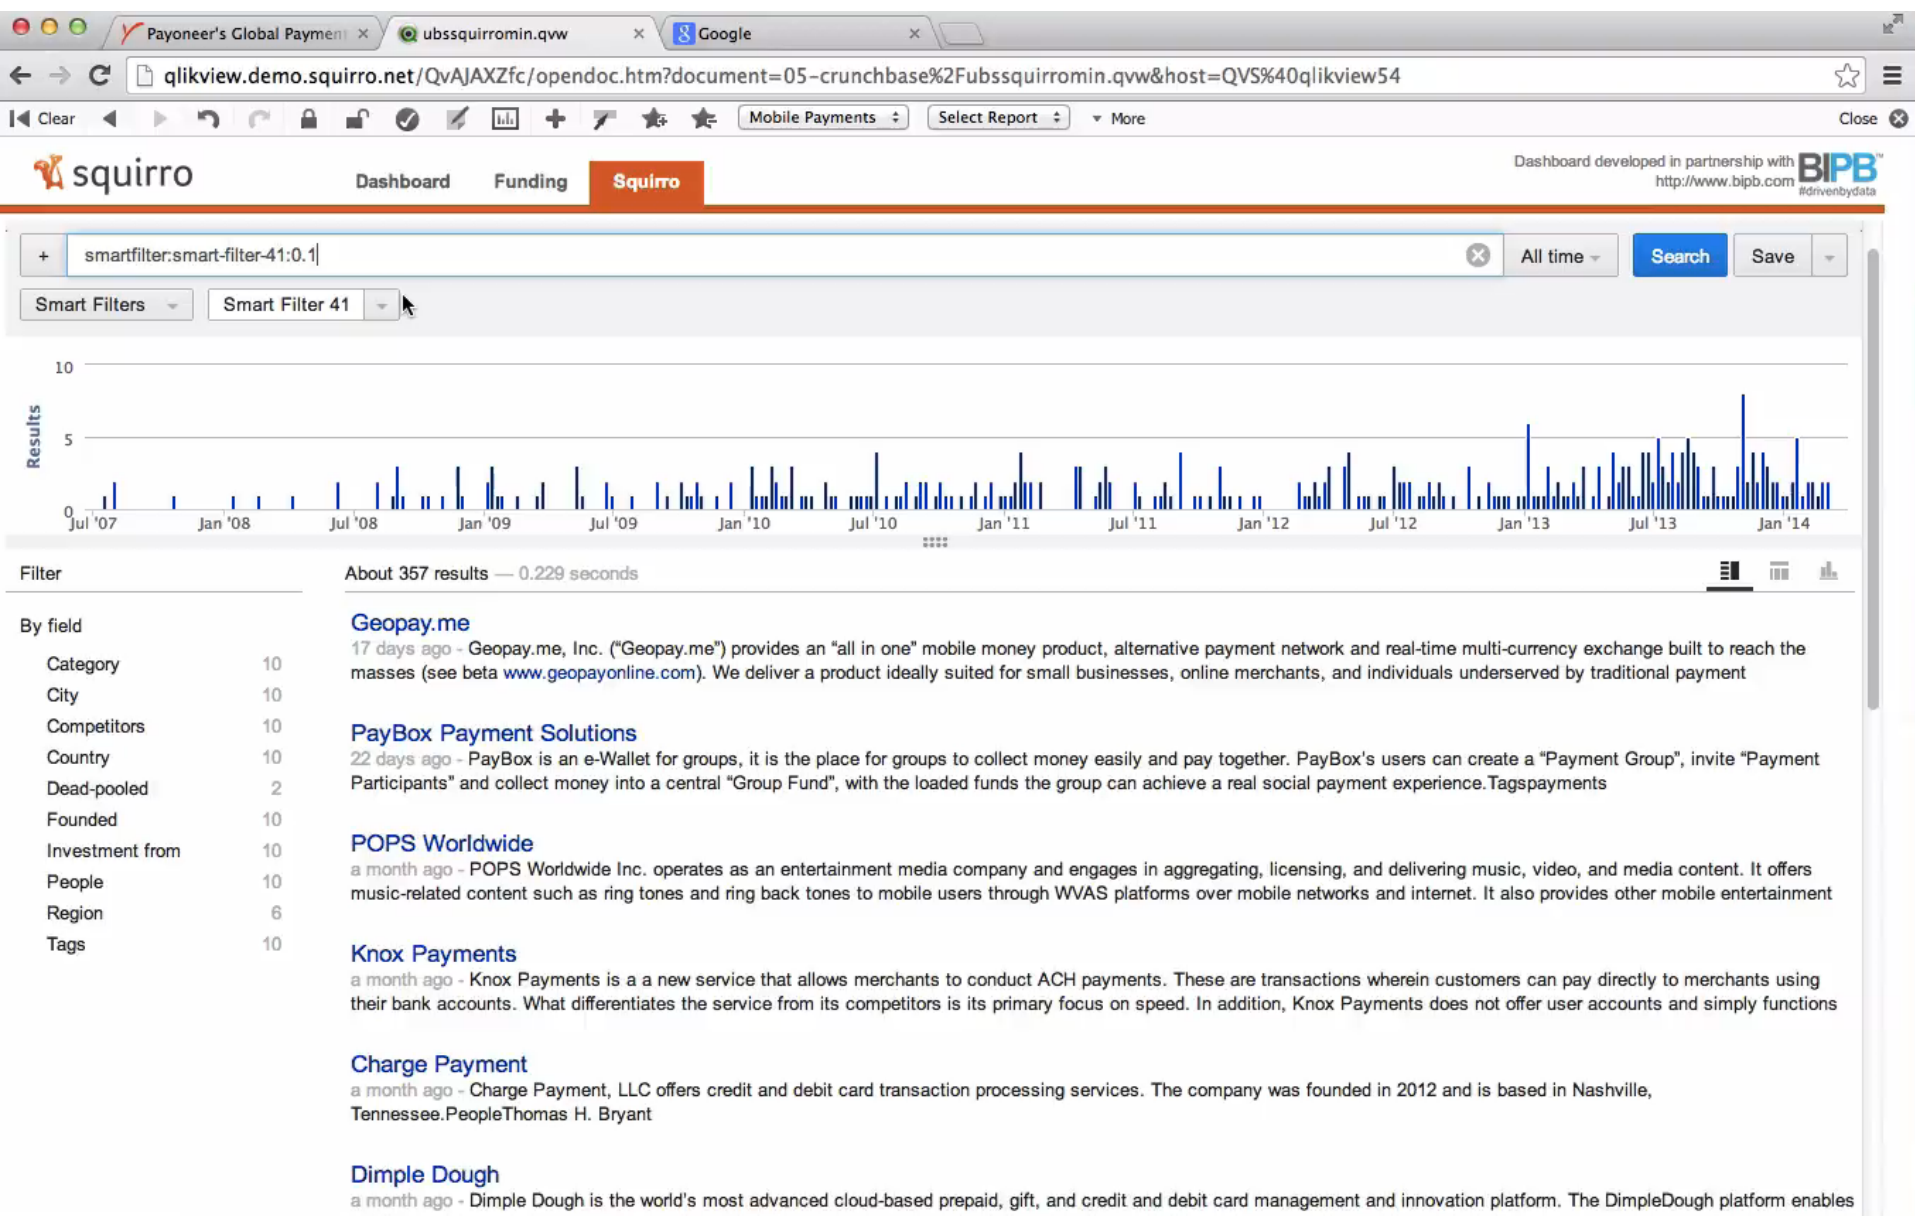 Payoneer's Global Paymen
ubssquirromin.qvw
Google
qlikview.demo.squirro.net/QvAJAXZfc/opendoc.htm?document=05-crunchbase%2Fubssquirromin.qvw&host=QVS%40qlikview54
Clear
Mobile Payments
Select Report
More
Close
squirro
Dashboard
Funding
Squirro
Dashboard developed in partnership with
http://www.bipb.com
BIPB™
#drivenbydata
+
smartfilter:smart-filter-41:0.1
All time
Search
Save
Smart Filters
Smart Filter 41
Results
10
5
0
Jul '07 Jan '08 Jul '08 Jan '09 Jul '09 Jan '10 Jul '10 Jan '11 Jul '11 Jan '12 Jul '12 Jan '13 Jul '13 Jan '14
Filter
By field
Category 10
City 10
Competitors 10
Country 10
Dead-pooled 2
Founded 10
Investment from 10
People 10
Region 6
Tags 10
About 357 results — 0.229 seconds
Geopay.me
17 days ago - Geopay.me, Inc. (“Geopay.me”) provides an “all in one” mobile money product, alternative payment network and real-time multi-currency exchange built to reach the
masses (see beta www.geopayonline.com). We deliver a product ideally suited for small businesses, online merchants, and individuals underserved by traditional payment
PayBox Payment Solutions
22 days ago - PayBox is an e-Wallet for groups, it is the place for groups to collect money easily and pay together. PayBox's users can create a “Payment Group”, invite “Payment
Participants” and collect money into a central “Group Fund”, with the loaded funds the group can achieve a real social payment experience.Tagspayments
POPS Worldwide
a month ago - POPS Worldwide Inc. operates as an entertainment media company and engages in aggregating, licensing, and delivering music, video, and media content. It offers
music-related content such as ring tones and ring back tones to mobile users through WVAS platforms over mobile networks and internet. It also provides other mobile entertainment
Knox Payments
a month ago - Knox Payments is a a new service that allows merchants to conduct ACH payments. These are transactions wherein customers can pay directly to merchants using
their bank accounts. What differentiates the service from its competitors is its primary focus on speed. In addition, Knox Payments does not offer user accounts and simply functions
Charge Payment
a month ago - Charge Payment, LLC offers credit and debit card transaction processing services. The company was founded in 2012 and is based in Nashville,
Tennessee.PeopleThomas H. Bryant
Dimple Dough
a month ago - Dimple Dough is the world's most advanced cloud-based prepaid, gift, and credit and debit card management and innovation platform. The DimpleDough platform enables